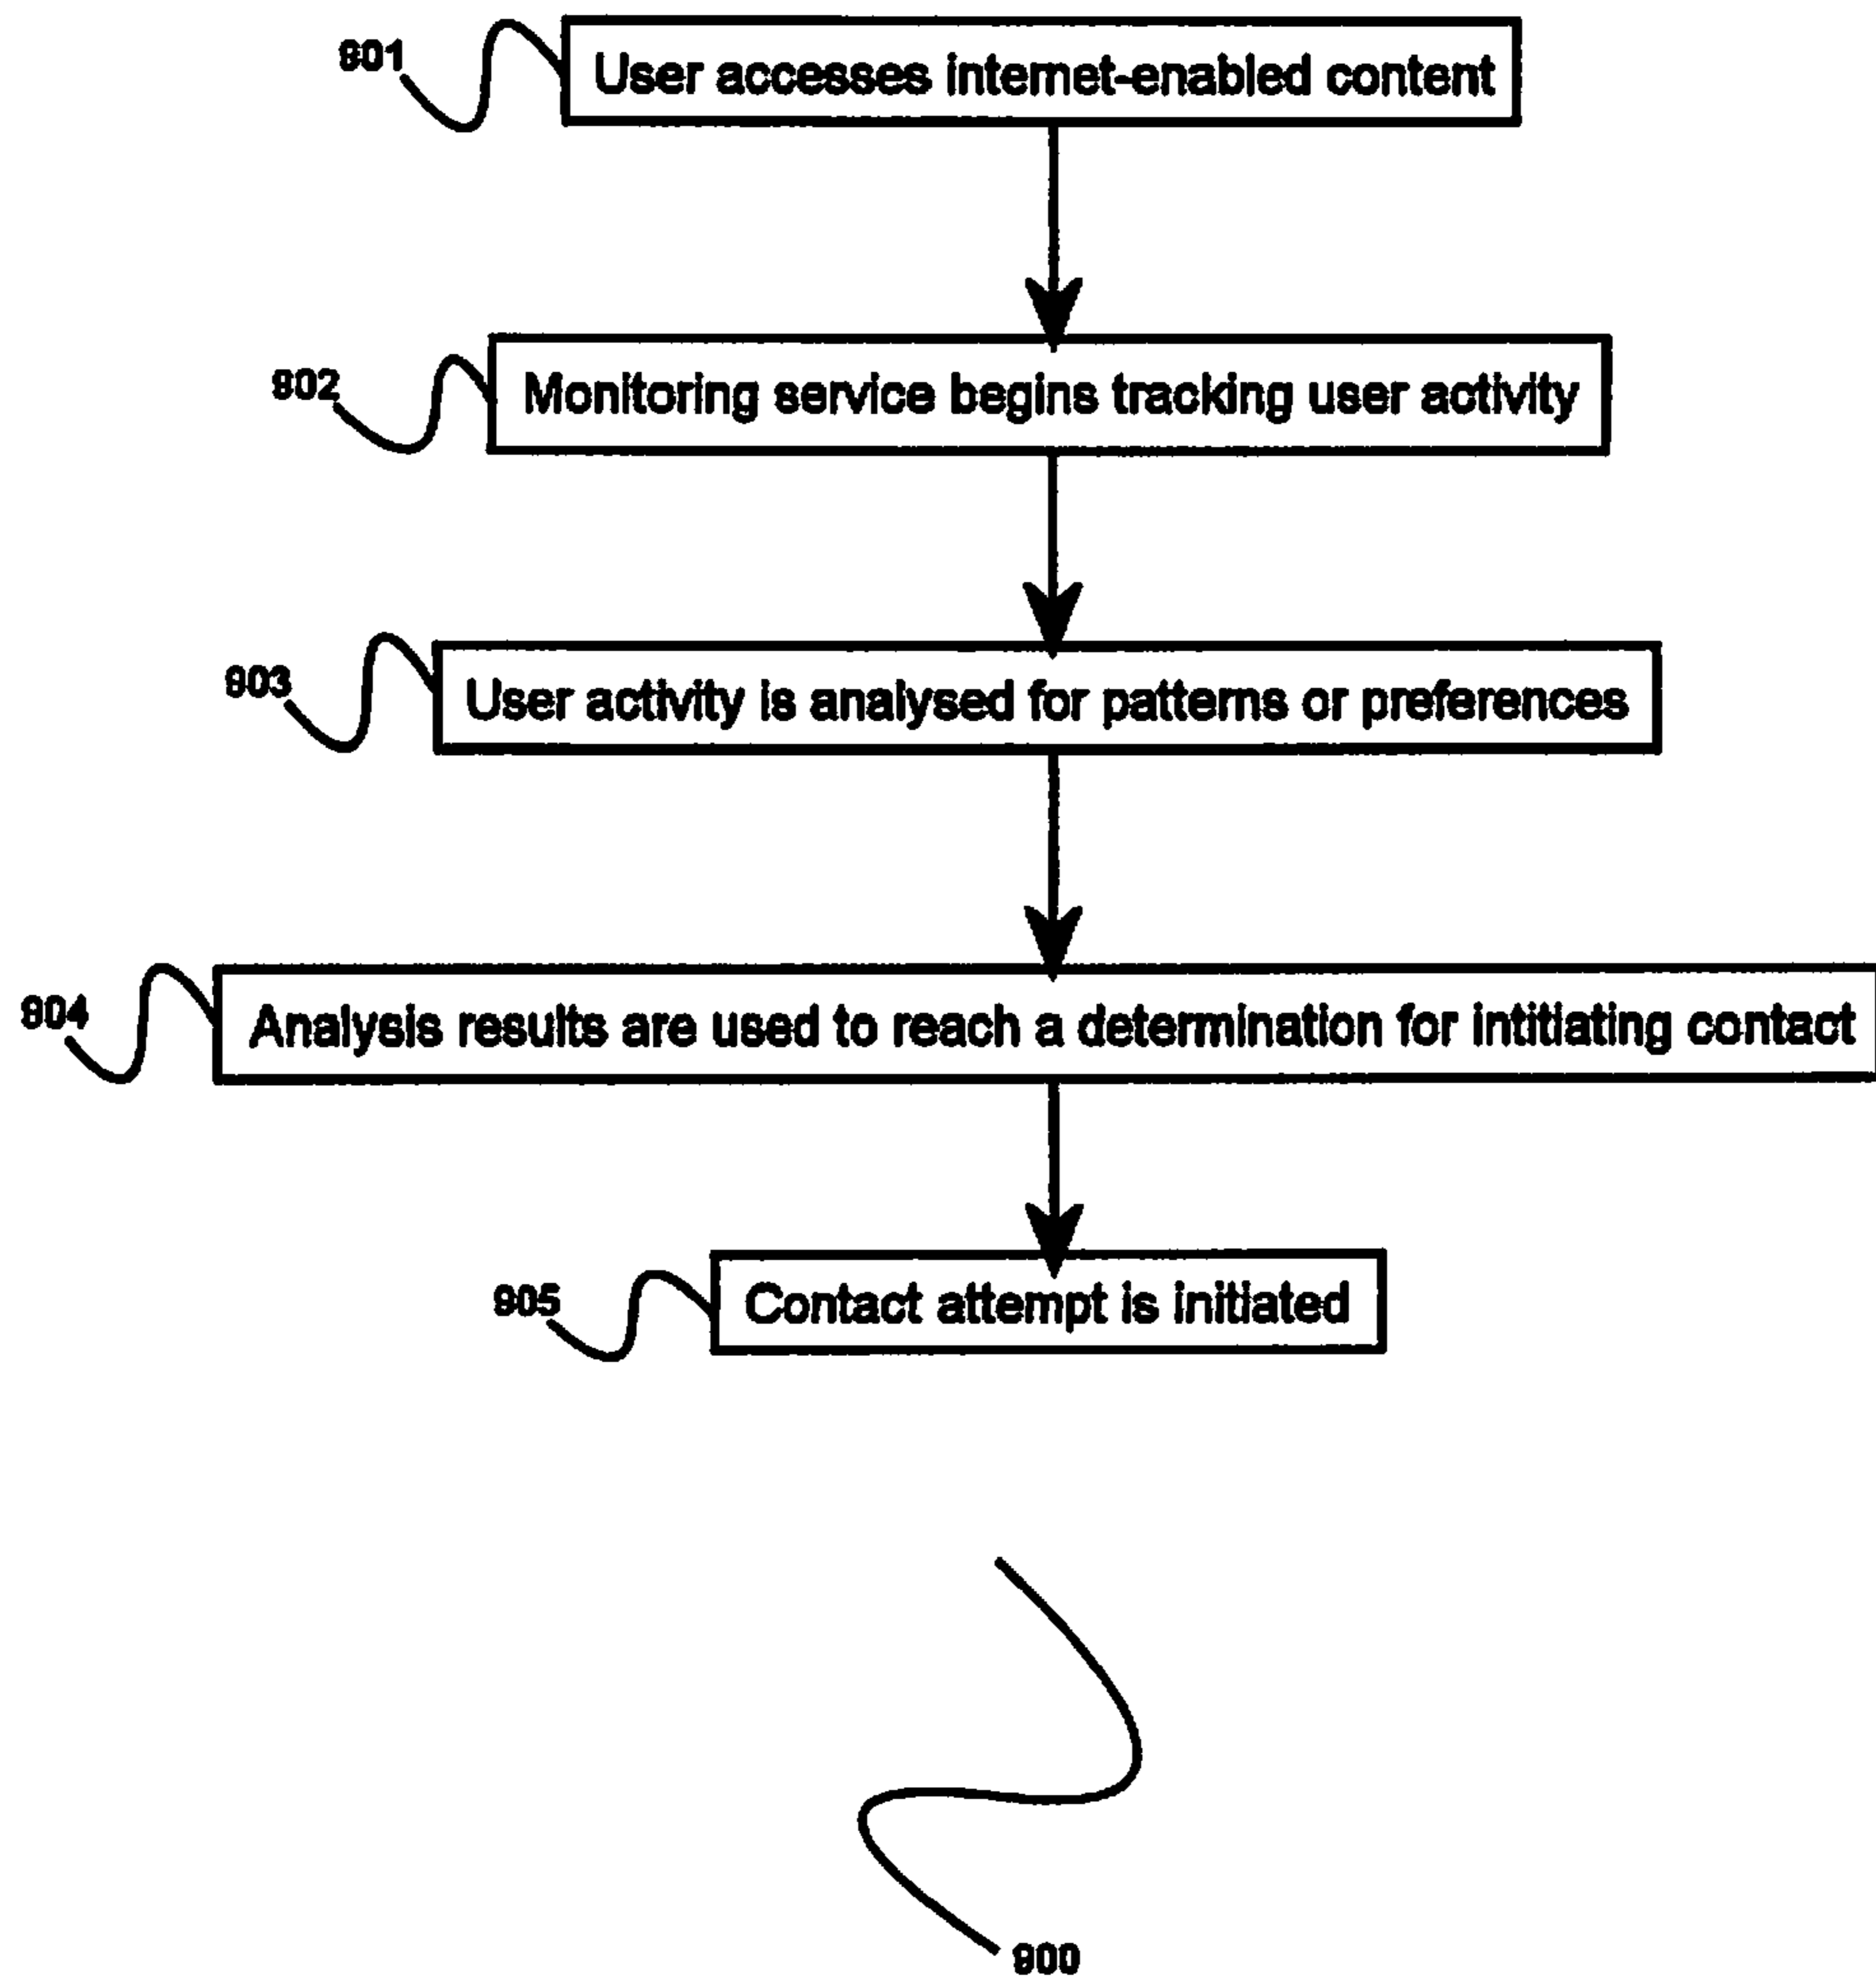 901
User accesses internet-enabled content
902
Monitoring service begins tracking user activity
903
User activity is analysed for patterns or preferences
904
Analysis results are used to reach a determination for intitiating contact
905
Contact attempt is initiated
900